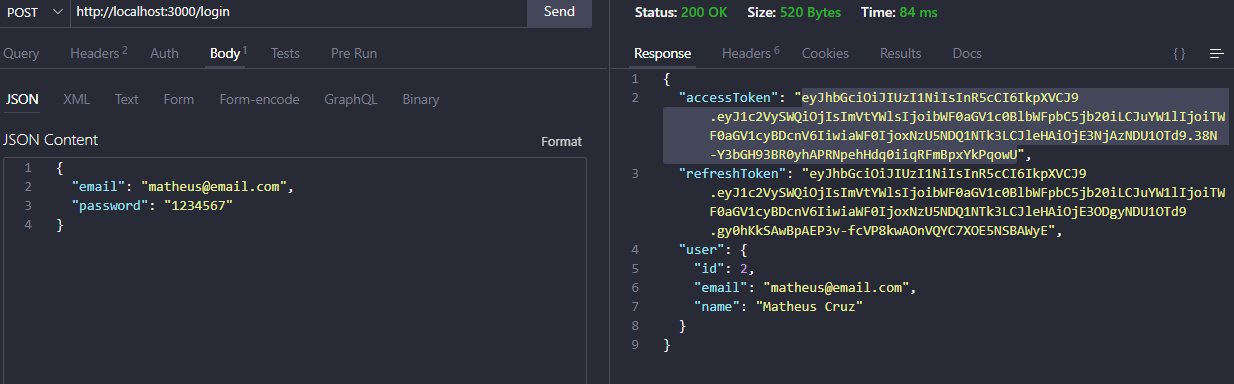 POST http://localhost:3000/login Send
Query Headers 2 Auth Body 1 Tests Pre Run
JSON XML Text Form Form-encode GraphQL Binary
JSON Content Format
1 {
2 "email": "matheus@email.com",
3 "password": "1234567"
4 }
Status: 200 OK Size: 520 Bytes Time: 84 ms
Response Headers 6 Cookies Results Docs { }
1 {
2 "accessToken": "eyJhbGciOiJIUzI1NiIsInR5cCI6IkpXVCJ9
.eyJ1c2VySWQiOjIsImVtYWlsIjoibWF0aGV1c0BlbWFpbC5jb20iLCJuYW1lIjoiTW
F0aGV1cyBDcnV6IiwiaWF0IjoxNzU5NDQ1NTk3LCJleHAiOjE3NjAzNDU1OTd9.38N
-Y3bGH93BR0yhAPRNpehHdq0iiqRFmBpxYkPqowU",
3 "refreshToken": "eyJhbGciOiJIUzI1NiIsInR5cCI6IkpXVCJ9
.eyJ1c2VySWQiOjIsImVtYWlsIjoibWF0aGV1c0BlbWFpbC5jb20iLCJuYW1lIjoiTW
F0aGV1cyBDcnV6IiwiaWF0IjoxNzU5NDQ1NTk3LCJleHAiOjE3ODgyNDU1OTd9
.gy0hKkSAwBpAEP3v-fcVP8kwAOnVQYC7XOE5NSBAWyE",
4 "user": {
5 "id": 2,
6 "email": "matheus@email.com",
7 "name": "Matheus Cruz"
8 }
9 }